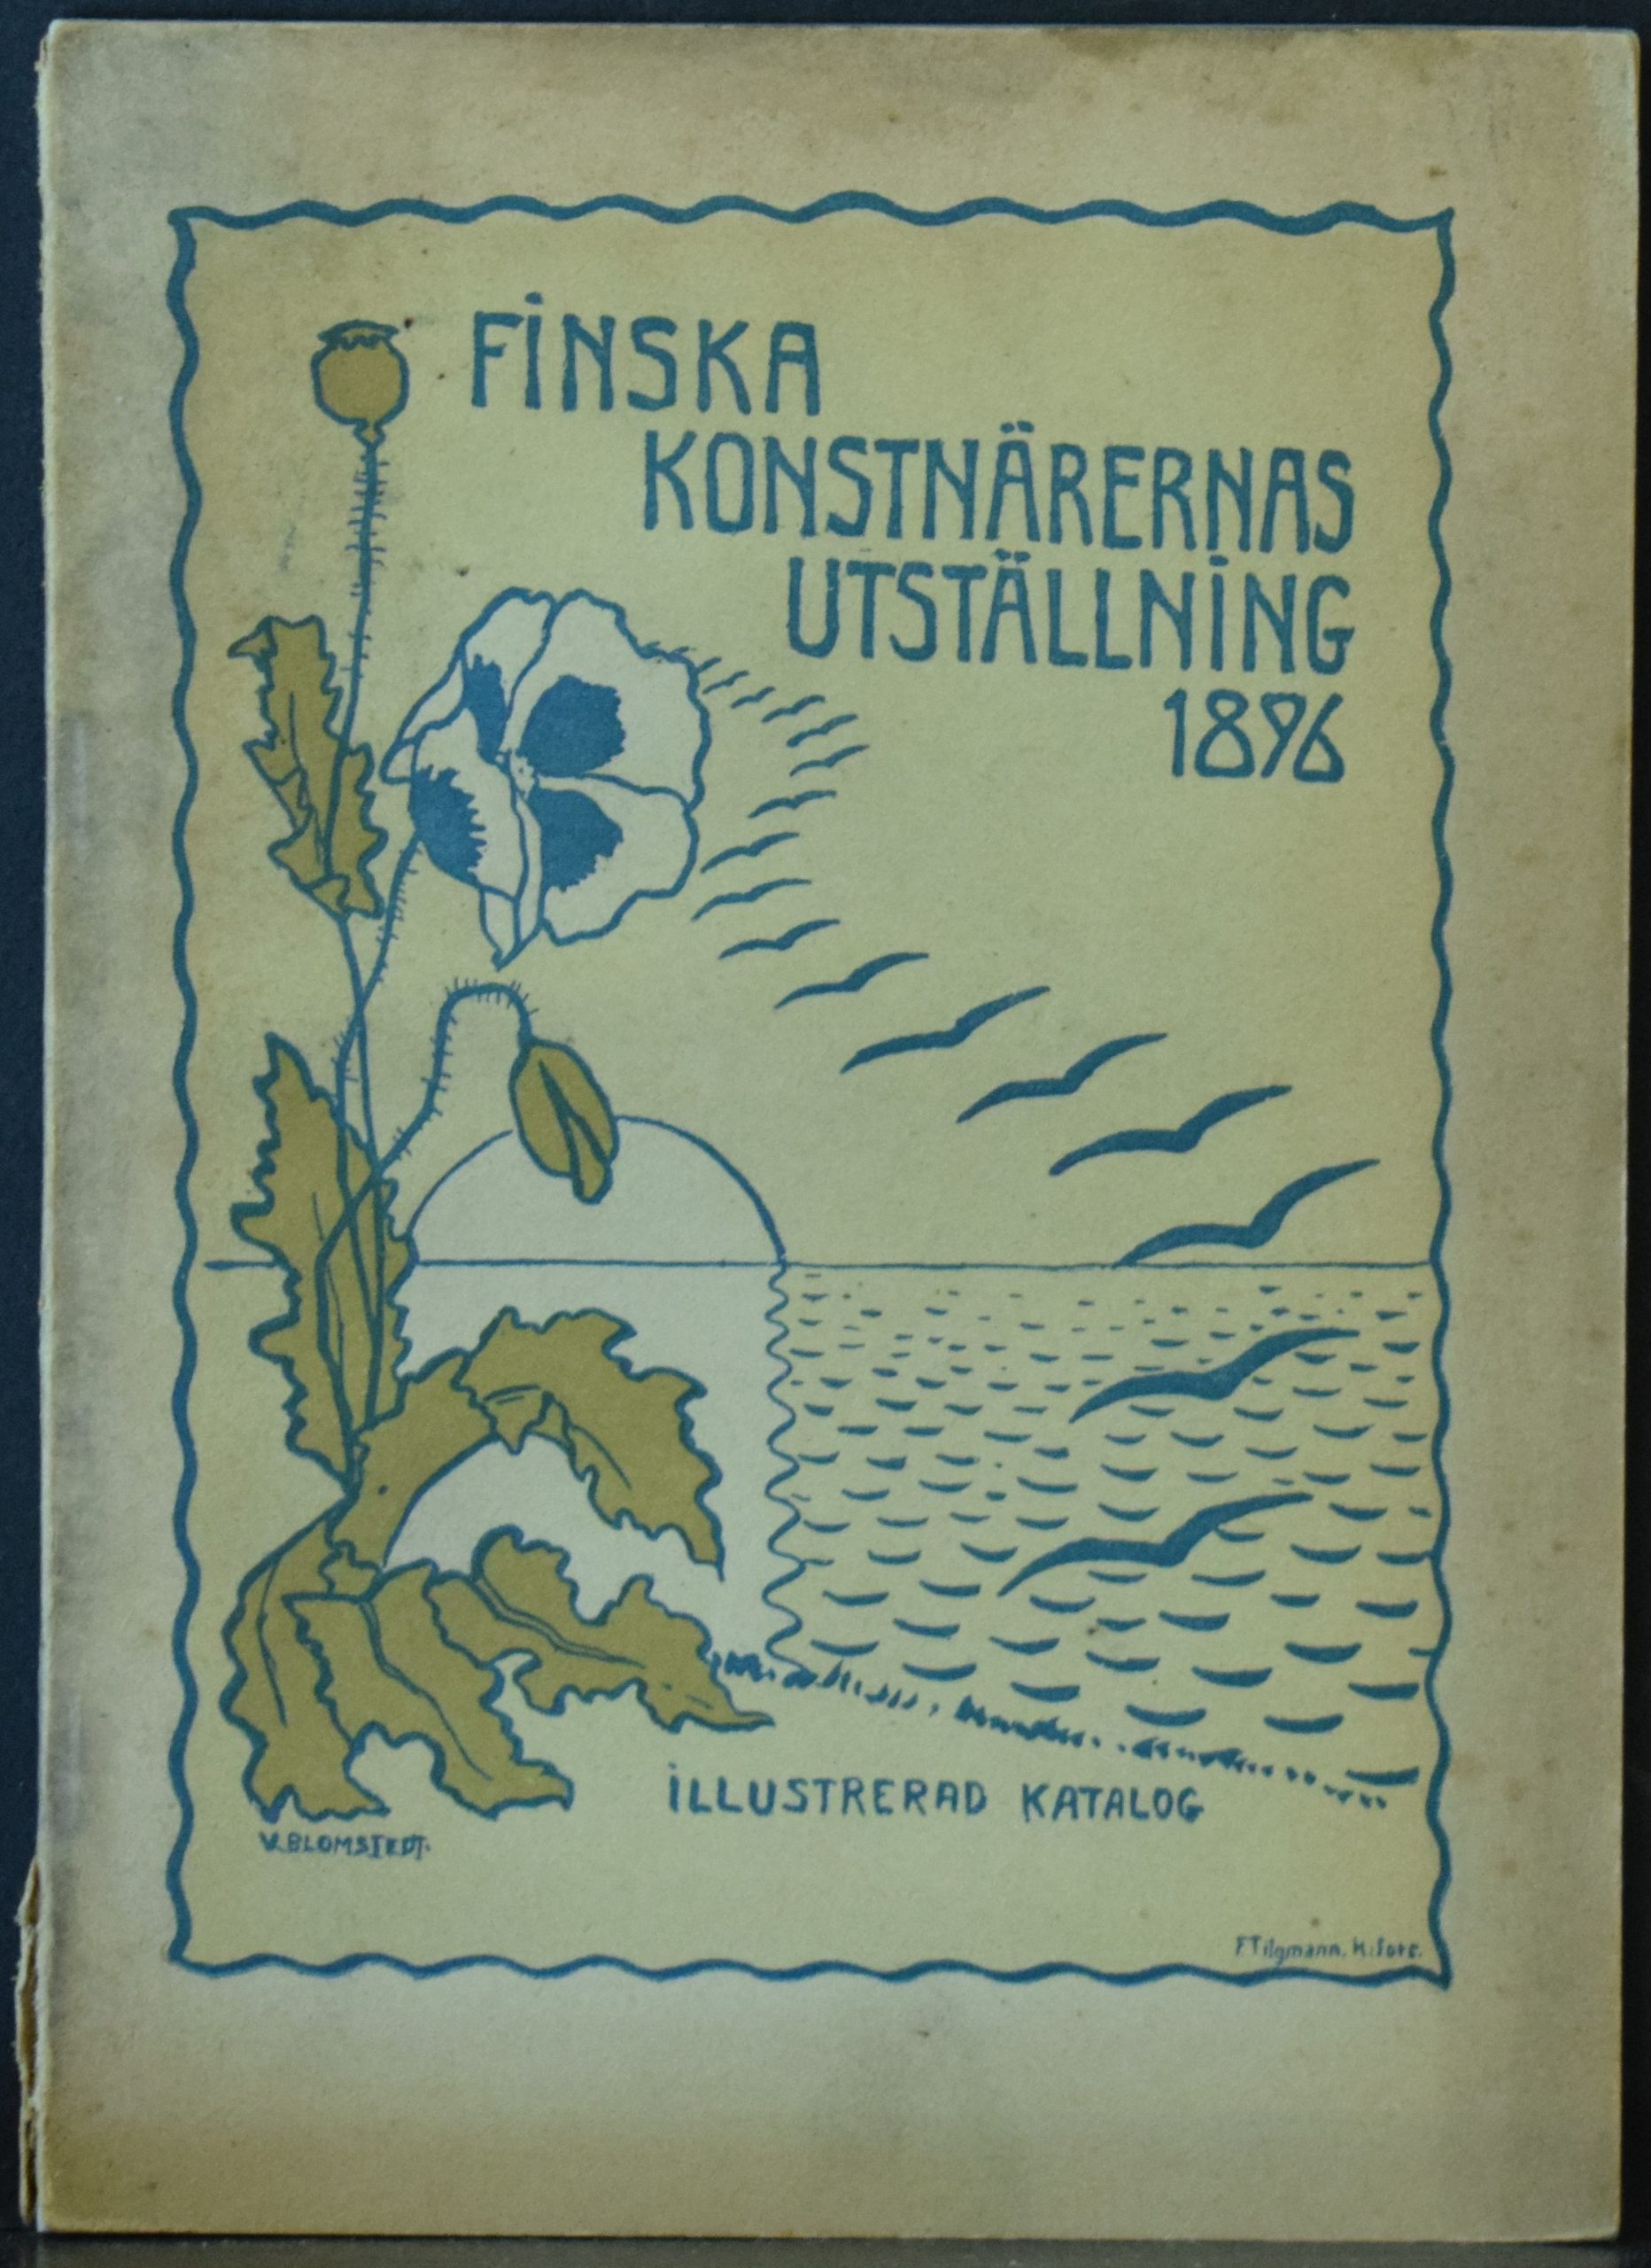 FINSKA
KONSTNÄRERNAS
UTSTÄLLNING
1896
ILLUSTRERAD KATALOG
V. BLOMSTEDT.
F. Tilgmann. H:fors.